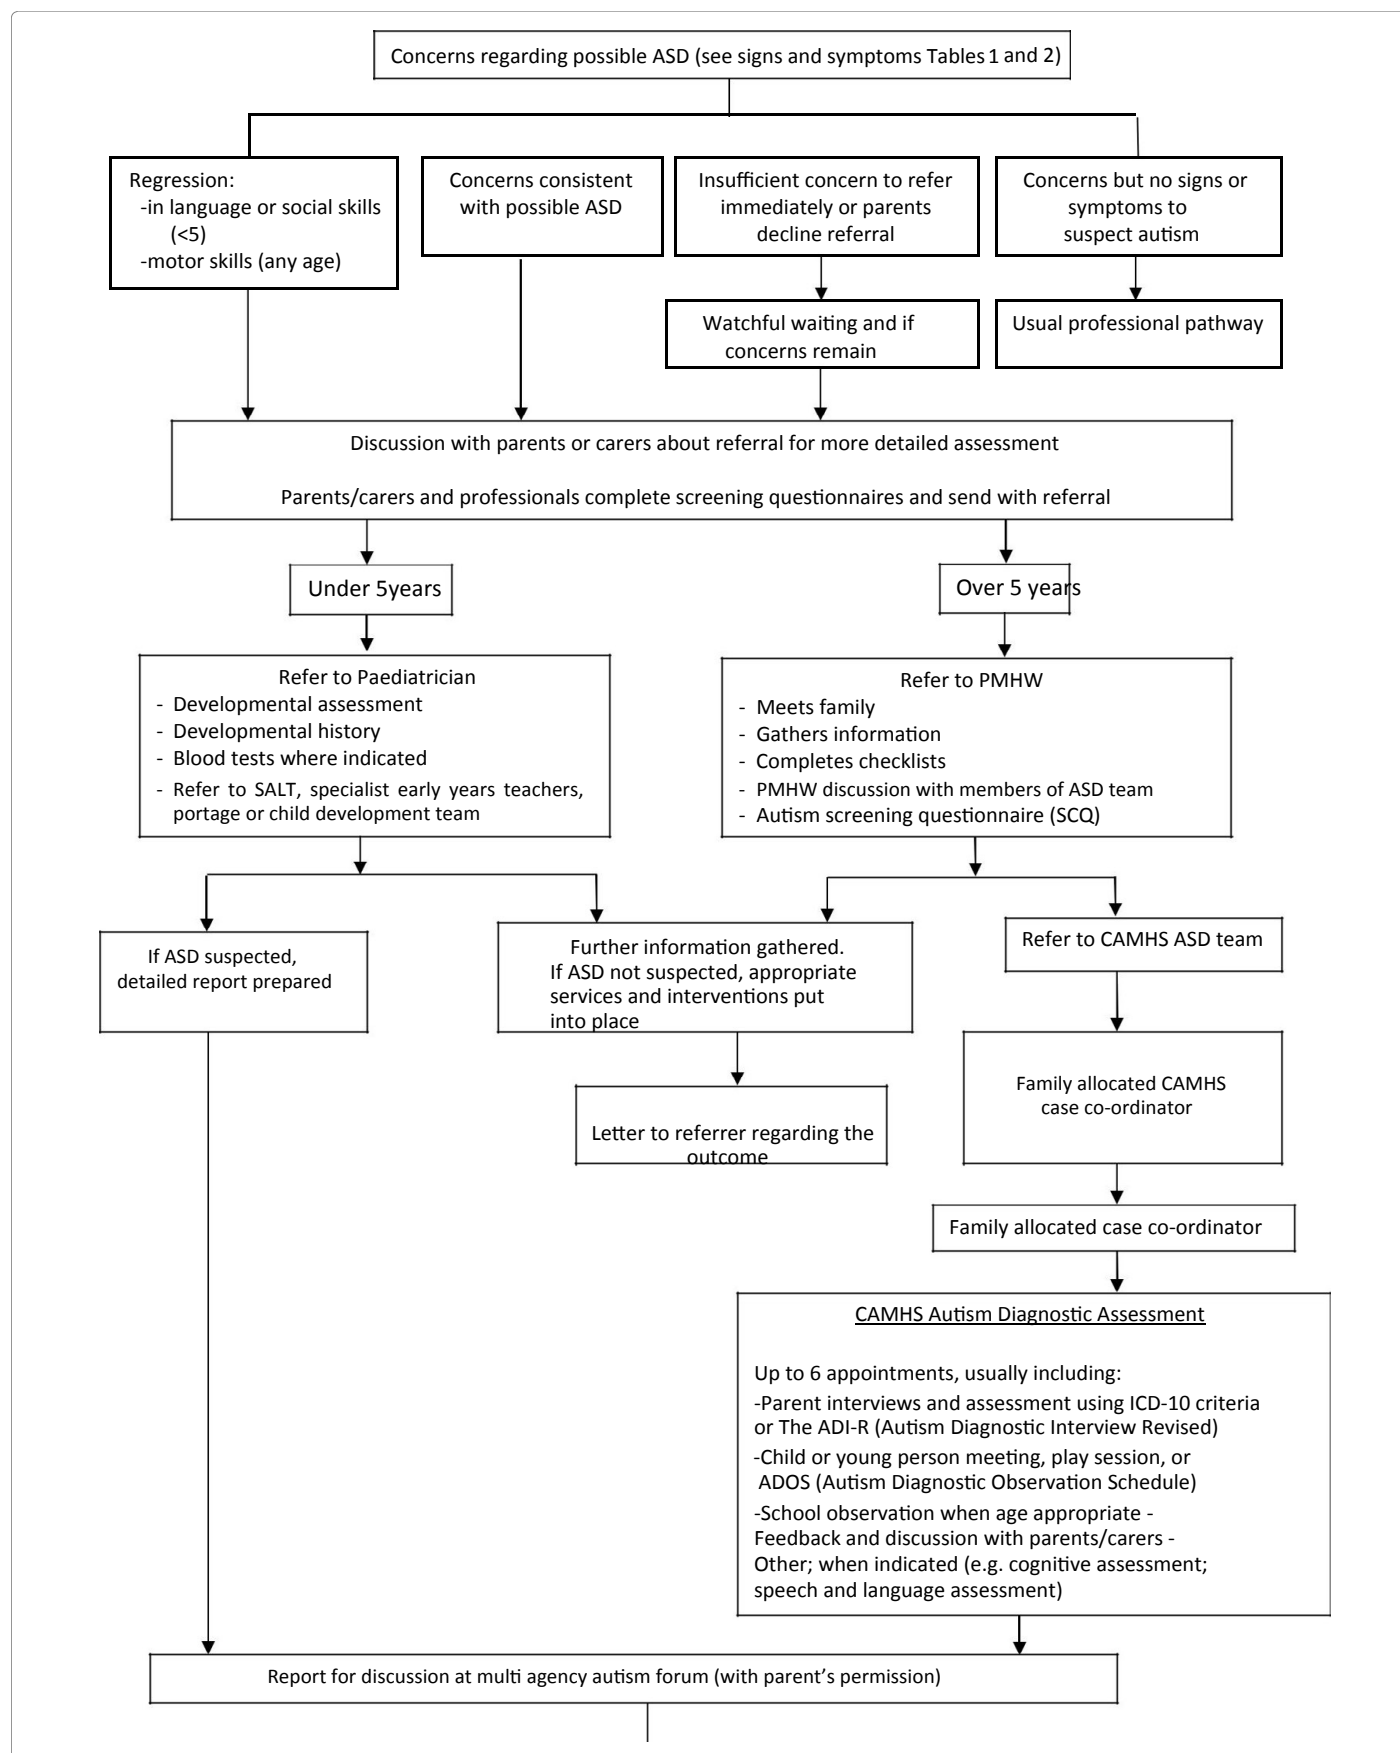 Concerns regarding possible ASD (see signs and symptoms Tables 1 and 2)
Regression:
-in language or social skills
(<5)
-motor skills (any age)
Concerns consistent
with possible ASD
Insufficient concern to refer
immediately or parents
decline referral
Concerns but no signs or
symptoms to
suspect autism
Watchful waiting and if
concerns remain
Usual professional pathway
Discussion with parents or carers about referral for more detailed assessment
Parents/carers and professionals complete screening questionnaires and send with referral
Under 5years
Over 5 years
Refer to Paediatrician
- Developmental assessment
- Developmental history
- Blood tests where indicated
- Refer to SALT, specialist early years teachers,
portage or child development team
Refer to PMHW
- Meets family
- Gathers information
- Completes checklists
- PMHW discussion with members of ASD team
- Autism screening questionnaire (SCQ)
If ASD suspected,
detailed report prepared
Further information gathered.
If ASD not suspected, appropriate
services and interventions put
into place
Refer to CAMHS ASD team
Letter to referrer regarding the
outcome
Family allocated CAMHS
case co-ordinator
Family allocated case co-ordinator
CAMHS Autism Diagnostic Assessment
Up to 6 appointments, usually including:
-Parent interviews and assessment using ICD-10 criteria
or The ADI-R (Autism Diagnostic Interview Revised)
-Child or young person meeting, play session, or
ADOS (Autism Diagnostic Observation Schedule)
-School observation when age appropriate -
Feedback and discussion with parents/carers -
Other; when indicated (e.g. cognitive assessment;
speech and language assessment)
Report for discussion at multi agency autism forum (with parent's permission)